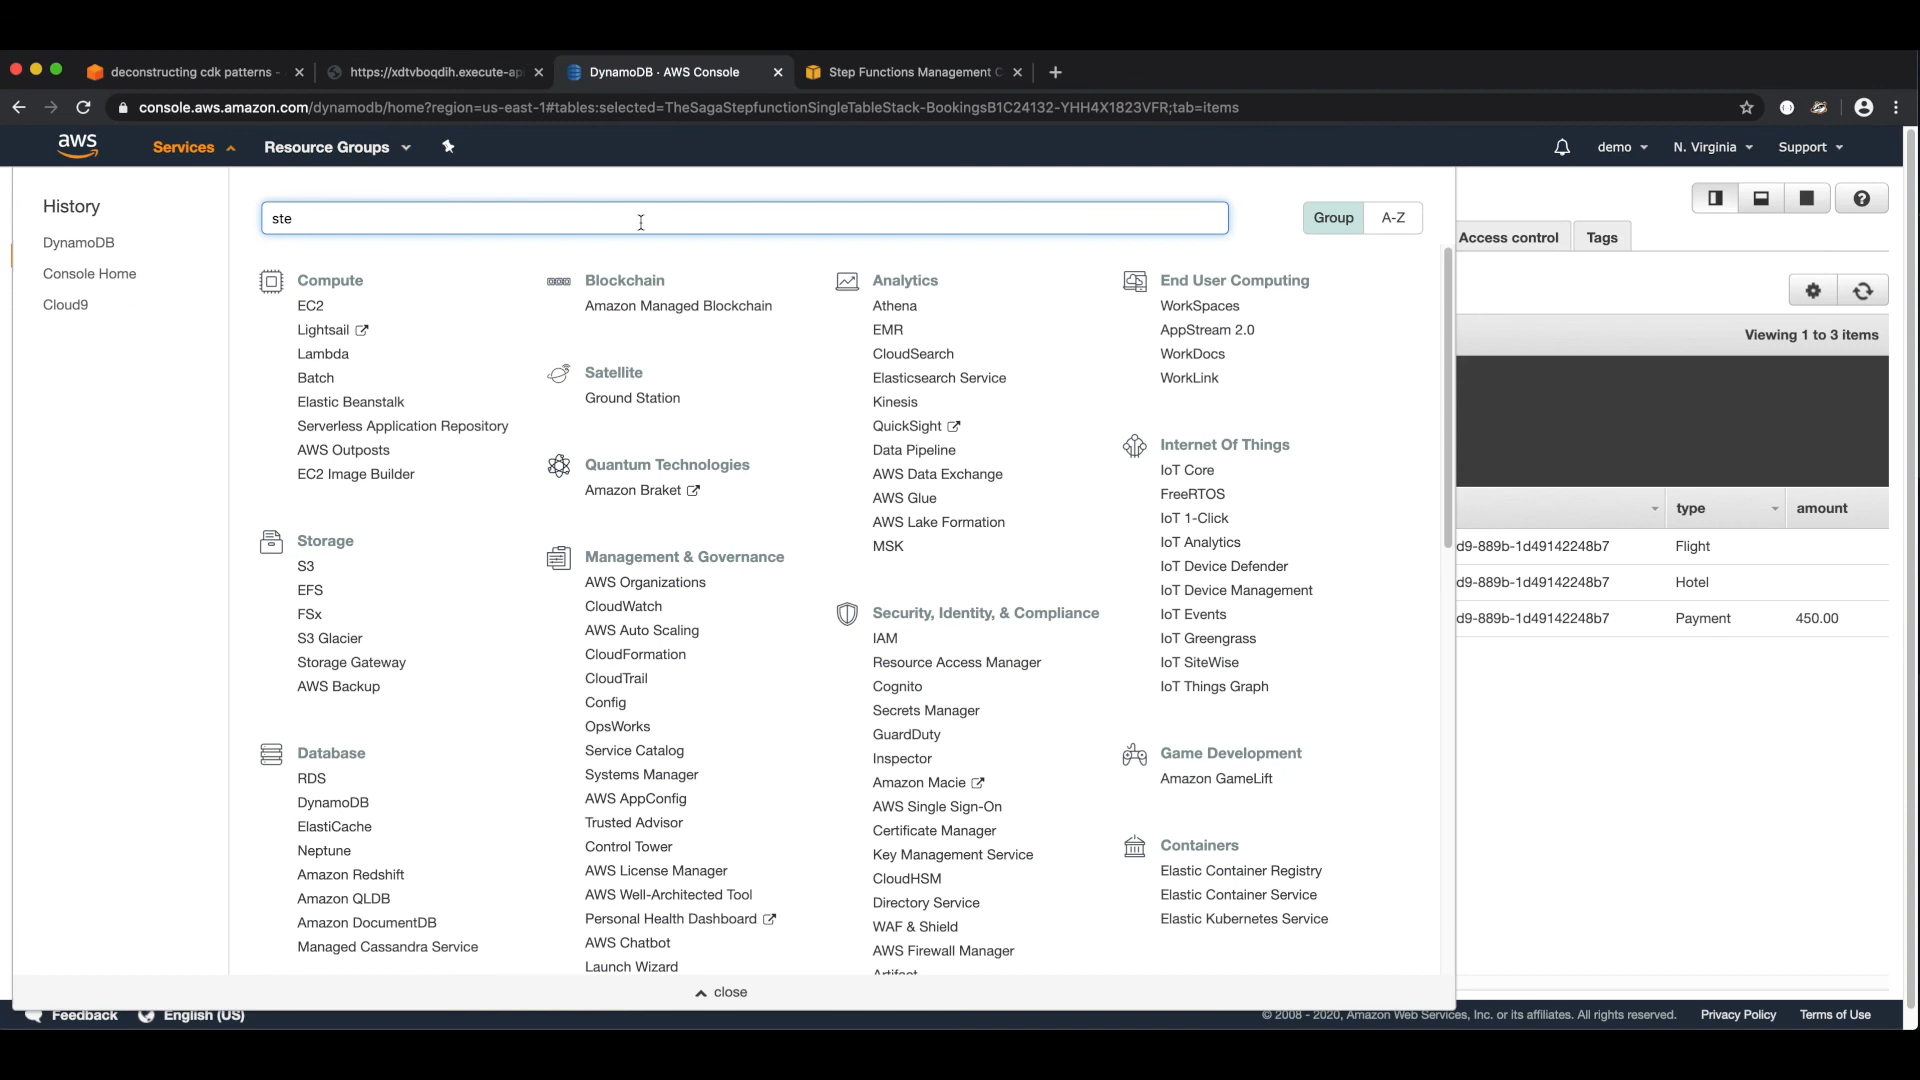 deconstructing cdk patterns -
https://xdtvboqdih.execute-api
DynamoDB · AWS Console
Step Functions Management C
console.aws.amazon.com/dynamodb/home?region=us-east-1#tables:selected=TheSagaStepfunctionSingleTableStack-BookingsB1C24132-YHH4X1823VFR;tab=items
aws
Services
Resource Groups
demo
N. Virginia
Support
History
DynamoDB
Console Home
Cloud9
ste
Group
A-Z
Compute
EC2
Lightsail
Lambda
Batch
Elastic Beanstalk
Serverless Application Repository
AWS Outposts
EC2 Image Builder
Storage
S3
EFS
FSx
S3 Glacier
Storage Gateway
AWS Backup
Database
RDS
DynamoDB
ElastiCache
Neptune
Amazon Redshift
Amazon QLDB
Amazon DocumentDB
Managed Cassandra Service
Blockchain
Amazon Managed Blockchain
Satellite
Ground Station
Quantum Technologies
Amazon Braket
Management & Governance
AWS Organizations
CloudWatch
AWS Auto Scaling
CloudFormation
CloudTrail
Config
OpsWorks
Service Catalog
Systems Manager
AWS AppConfig
Trusted Advisor
Control Tower
AWS License Manager
AWS Well-Architected Tool
Personal Health Dashboard
AWS Chatbot
Launch Wizard
Analytics
Athena
EMR
CloudSearch
Elasticsearch Service
Kinesis
QuickSight
Data Pipeline
AWS Data Exchange
AWS Glue
AWS Lake Formation
MSK
Security, Identity, & Compliance
IAM
Resource Access Manager
Cognito
Secrets Manager
GuardDuty
Inspector
Amazon Macie
AWS Single Sign-On
Certificate Manager
Key Management Service
CloudHSM
Directory Service
WAF & Shield
AWS Firewall Manager
Artifact
End User Computing
WorkSpaces
AppStream 2.0
WorkDocs
WorkLink
Internet Of Things
IoT Core
FreeRTOS
IoT 1-Click
IoT Analytics
IoT Device Defender
IoT Device Management
IoT Events
IoT Greengrass
IoT SiteWise
IoT Things Graph
Game Development
Amazon GameLift
Containers
Elastic Container Registry
Elastic Container Service
Elastic Kubernetes Service
close
Access control
Tags
Viewing 1 to 3 items
type
amount
d9-889b-1d49142248b7
Flight
d9-889b-1d49142248b7
Hotel
d9-889b-1d49142248b7
Payment
450.00
Feedback
English (US)
© 2008 - 2020, Amazon Web Services, Inc. or its affiliates. All rights reserved.
Privacy Policy
Terms of Use